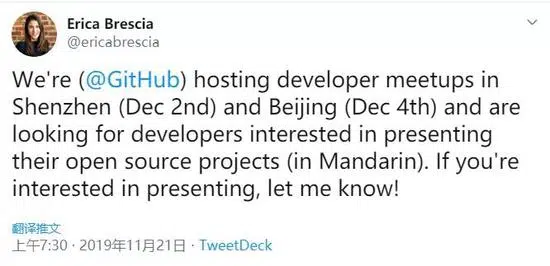 Erica Brescia
@ericabrescia
We're (@GitHub) hosting developer meetups in
Shenzhen (Dec 2nd) and Beijing (Dec 4th) and are
looking for developers interested in presenting
their open source projects (in Mandarin). If you're
interested in presenting, let me know!
翻译推文
上午7:30 · 2019年11月21日 · TweetDeck